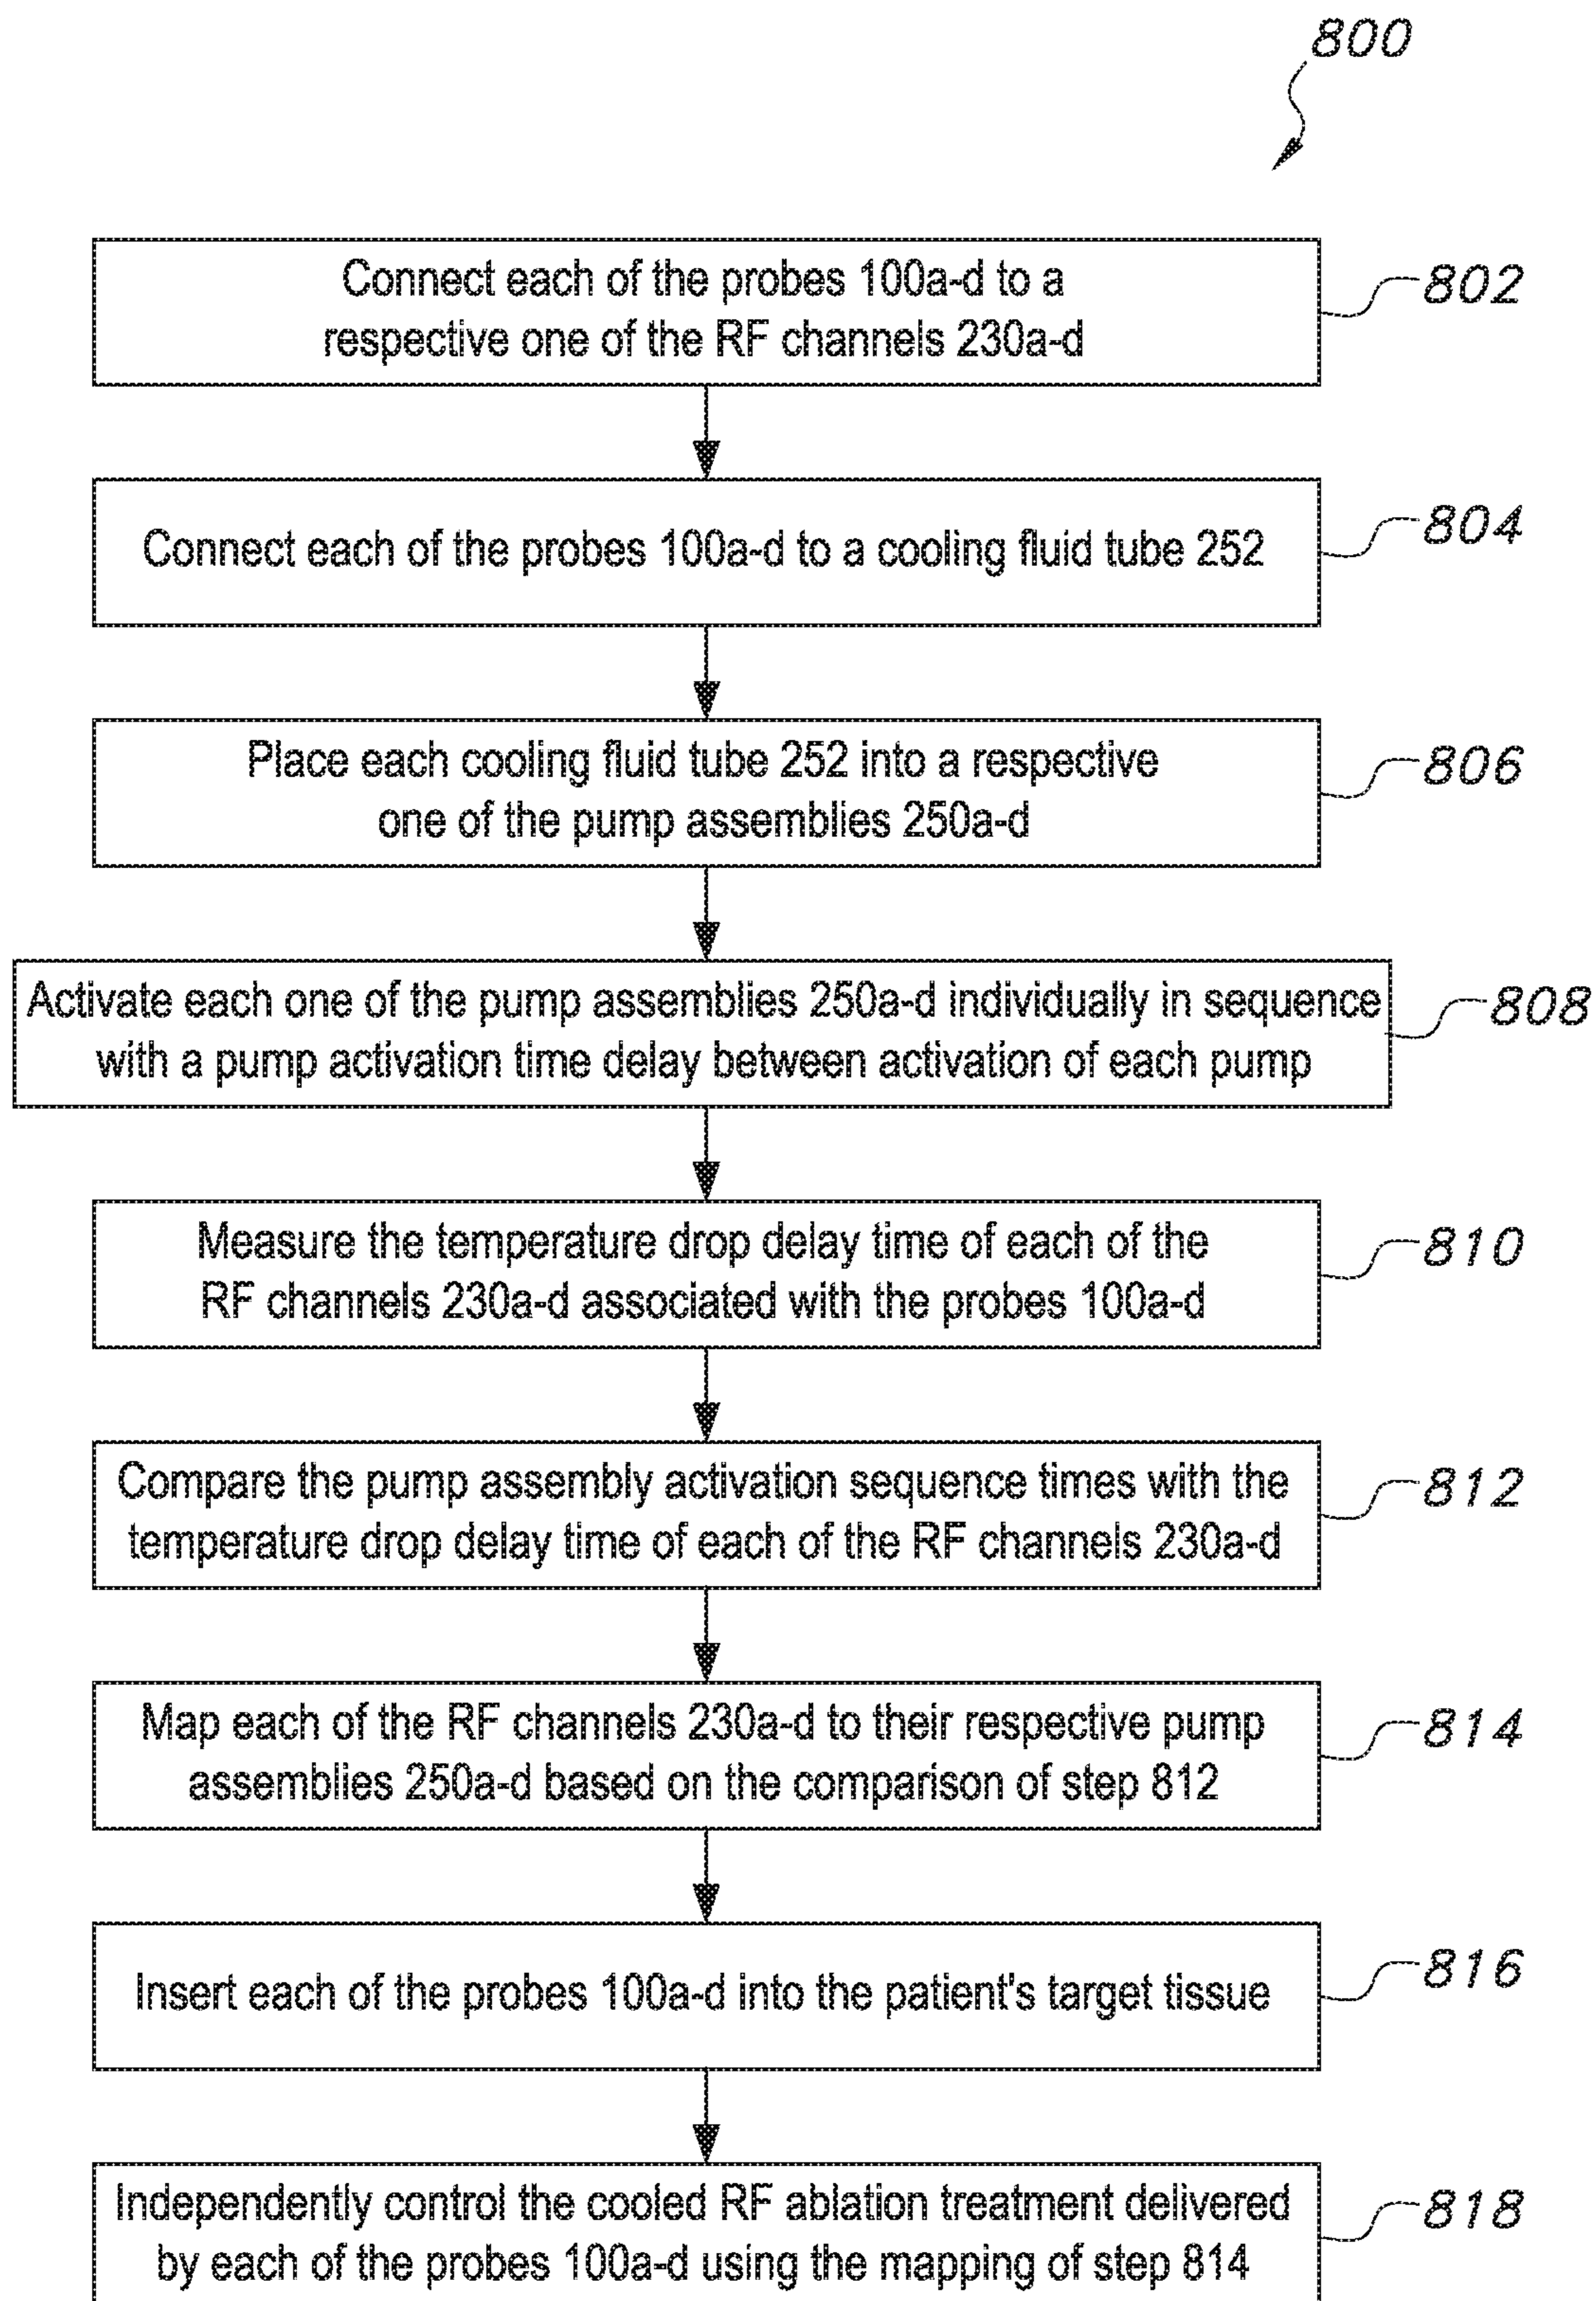 800
Connect each of the probes 100a-d to a
respective one of the RF channels 230a-d
802
Connect each of the probes 100a-d to a cooling fluid tube 252
804
Place each cooling fluid tube 252 into a respective
one of the pump assemblies 250a-d
806
Activate each one of the pump assemblies 250a-d individually in sequence
with a pump activation time delay between activation of each pump
808
Measure the temperature drop delay time of each of the
RF channels 230a-d associated with the probes 100a-d
810
Compare the pump assembly activation sequence times with the
temperature drop delay time of each of the RF channels 230a-d
812
Map each of the RF channels 230a-d to their respective pump
assemblies 250a-d based on the comparison of step 812
814
Insert each of the probes 100a-d into the patient's target tissue
816
Independently control the cooled RF ablation treatment delivered
by each of the probes 100a-d using the mapping of step 814
818